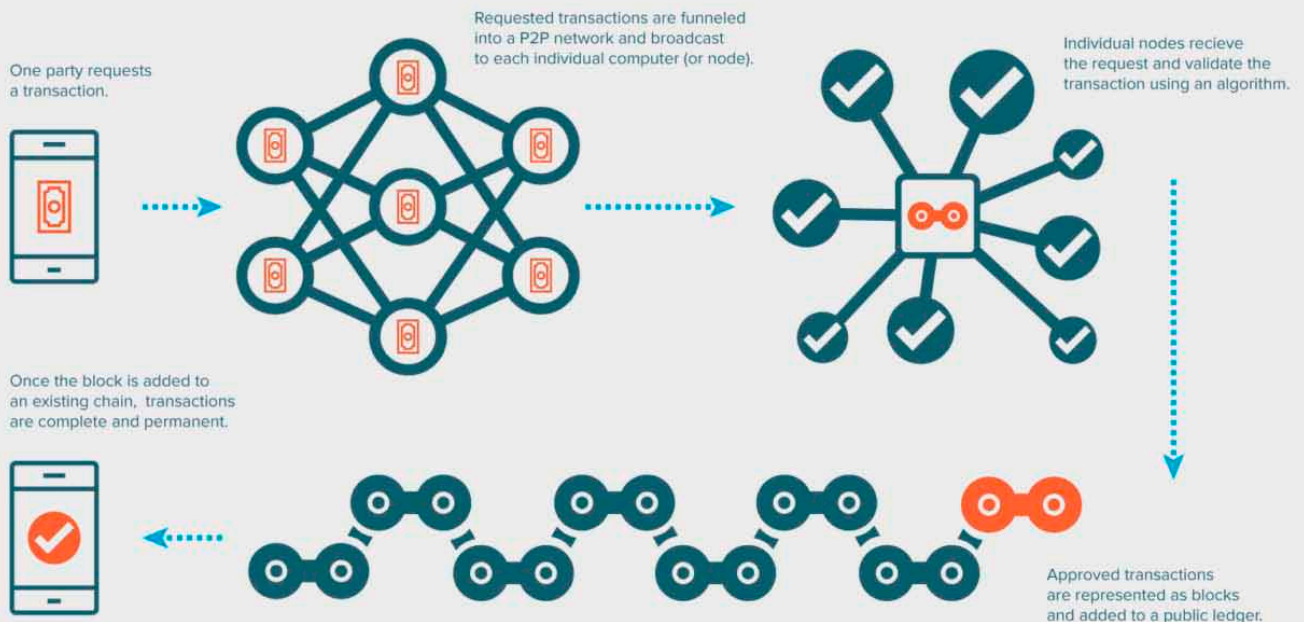 One party requests
a transaction.
Requested transactions are funneled
into a P2P network and broadcast
to each individual computer (or node).
Individual nodes recieve
the request and validate the
transaction using an algorithm.
Approved transactions
are represented as blocks
and added to a public ledger.
Once the block is added to
an existing chain, transactions
are complete and permanent.